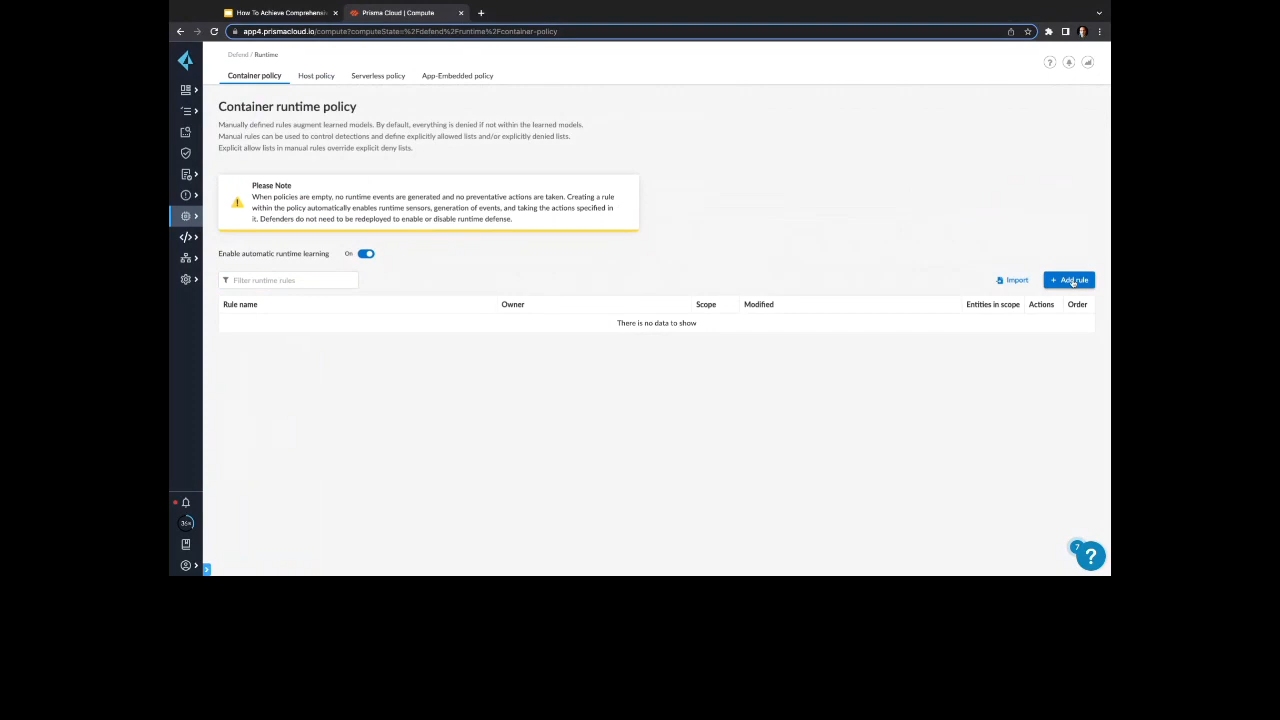 How To Achieve Comprehensi
Prisma Cloud | Compute
app4.prismacloud.io/compute?computeState=%2Fdefend%2Fruntime%2Fcontainer-policy
Defend / Runtime
Container policy
Host policy
Serverless policy
App-Embedded policy
Container runtime policy
Manually defined rules augment learned models. By default, everything is denied if not within the learned models.
Manual rules can be used to control detections and define explicitly allowed lists and/or explicitly denied lists.
Explicit allow lists in manual rules override explicit deny lists.
Please Note
When policies are empty, no runtime events are generated and no preventative actions are taken. Creating a rule
within the policy automatically enables runtime sensors, generation of events, and taking the actions specified in
it. Defenders do not need to be redeployed to enable or disable runtime defense.
Enable automatic runtime learning
On
Filter runtime rules
Import
+ Add rule
Rule name
Owner
Scope
Modified
Entities in scope
Actions
Order
There is no data to show
36%
7
?